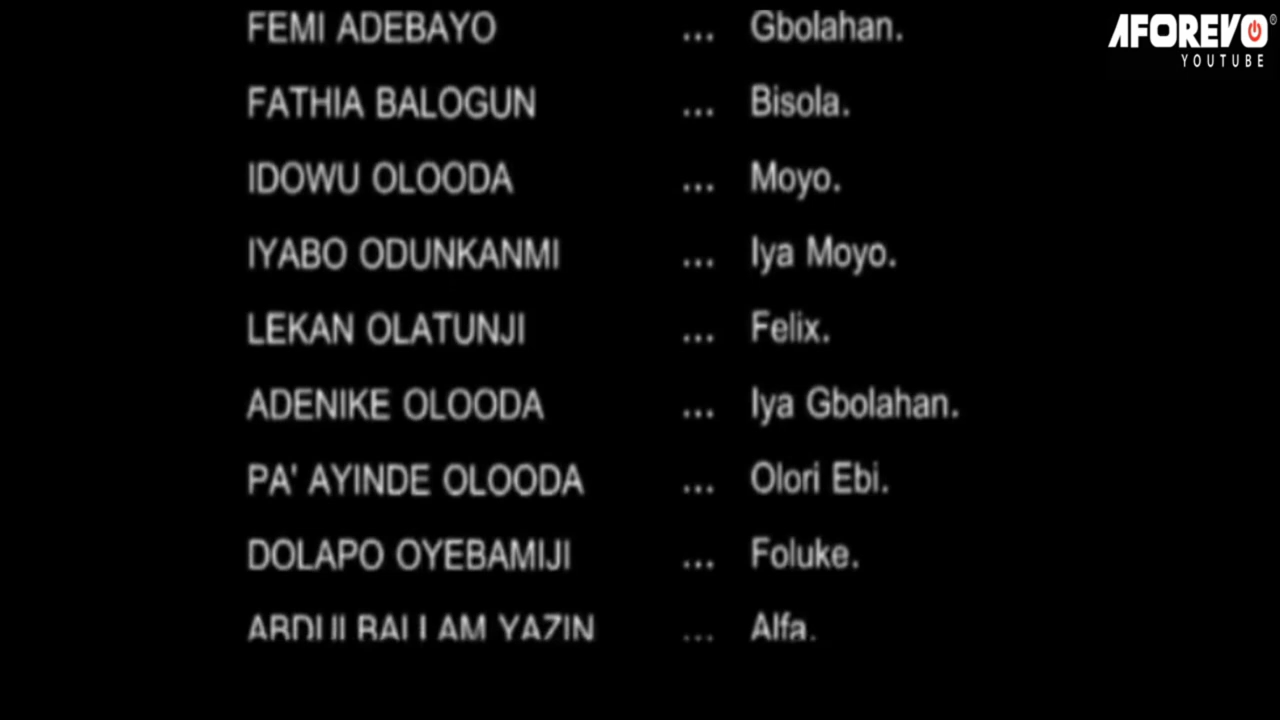 FEMI ADEBAYO ... Gbolahan.
FATHIA BALOGUN ... Bisola.
IDOWU OLOODA ... Moyo.
IYABO ODUNKANMI ... Iya Moyo.
LEKAN OLATUNJI ... Felix.
ADENIKE OLOODA ... Iya Gbolahan.
PA' AYINDE OLOODA ... Olori Ebi.
DOLAPO OYEBAMIJI ... Foluke.
YAZIN ... Alfa.
AFOREVO®
YOUTUBE